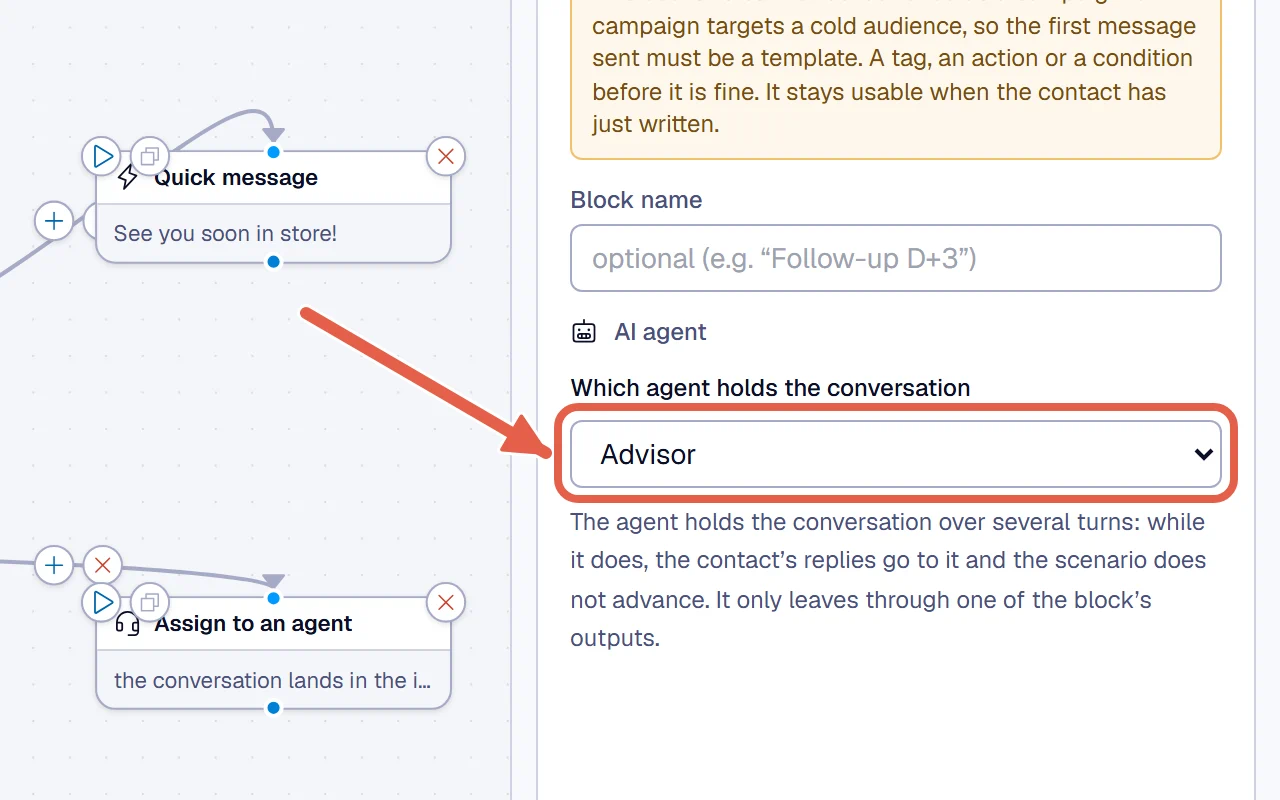 campaign targets a cold audience, so the first message
sent must be a template. A tag, an action or a condition
before it is fine. It stays usable when the contact has
just written.
Quick message
See you soon in store!
Block name
optional (e.g. “Follow-up D+3”)
AI agent
Which agent holds the conversation
Advisor
The agent holds the conversation over several turns: while
it does, the contact’s replies go to it and the scenario does
not advance. It only leaves through one of the block’s
outputs.
Assign to an agent
the conversation lands in the i...